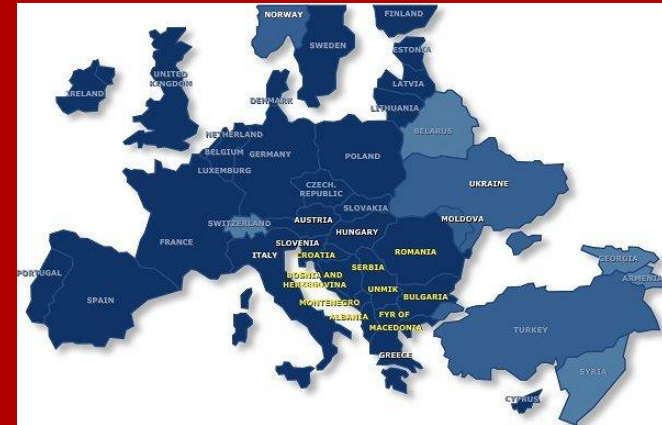 NORWAY
FINLAND
SWEDEN
ESTONIA
UNITED
KINGDOM
LATVIA
IRELAND
DENMARK
LITHUANIA
BELARUS
NETHERLAND
BELGIUM
GERMANY
POLAND
LUXEMBURG
UKRAINE
CZECH.
REPUBLIC
SLOVAKIA
SWITZERLAND
AUSTRIA
MOLDOVA
HUNGARY
FRANCE
SLOVENIA
ITALY
CROATIA
ROMANIA
GEORGIA
PORTUGAL
SERBIA
BOSNIA AND
HERZEGOVINA
ARMENI
SPAIN
UNMIK
BULGARIA
MONTENEGRO
ALBANIA
FYR OF
MACEDONIA
TURKEY
GREECE
SYRIA
CYPRUS